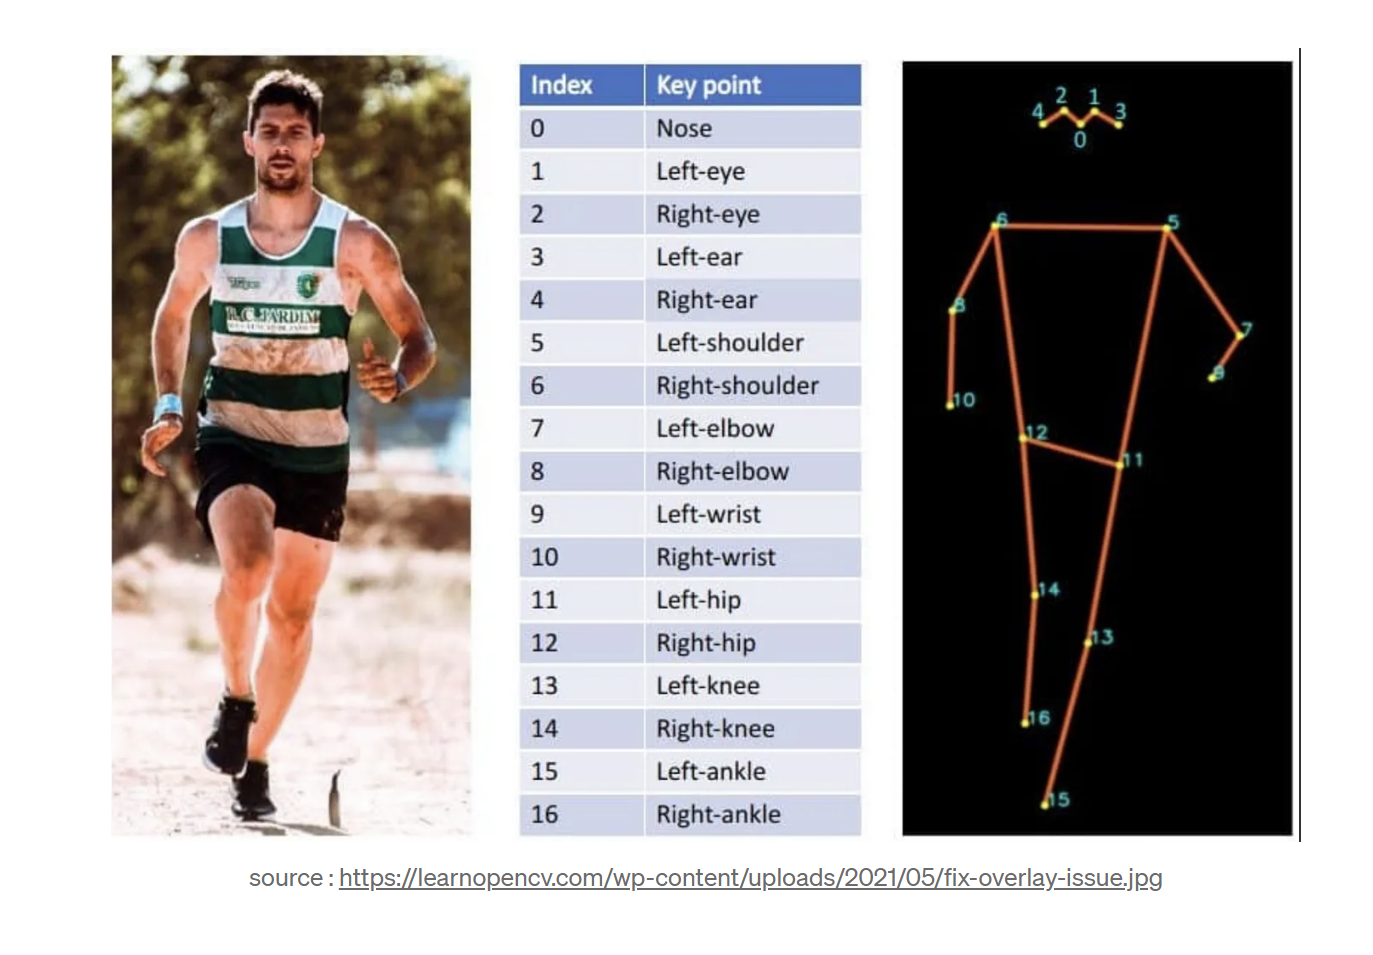 R.C. JARDIM
Index Key point
0 Nose
1 Left-eye
2 Right-eye
3 Left-ear
4 Right-ear
5 Left-shoulder
6 Right-shoulder
7 Left-elbow
8 Right-elbow
9 Left-wrist
10 Right-wrist
11 Left-hip
12 Right-hip
13 Left-knee
14 Right-knee
15 Left-ankle
16 Right-ankle
2 1
4 3
0
6 5
8 7
9
10
12
11
14
13
16
15
source : https://learnopencv.com/wp-content/uploads/2021/05/fix-overlay-issue.jpg